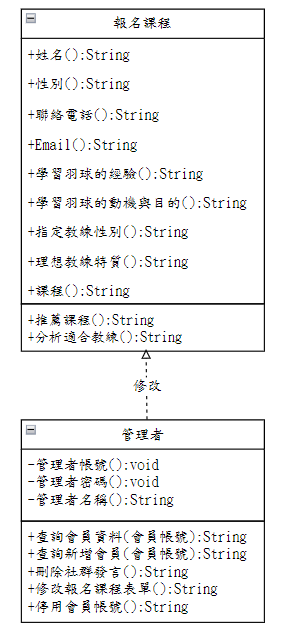 報名課程
+姓名():String
+性別():String
+聯絡電話():String
+Email():String
+學習羽球的經驗():String
+學習羽球的動機與目的():String
+指定教練性別():String
+理想教練特質():String
+課程():String
+推薦課程():String
+分析適合教練():String
修改
管理者
-管理者帳號():void
-管理者密碼():void
-管理者名稱():String
+查詢會員資料(會員帳號):String
+查詢新增會員(會員帳號):String
+刪除社群發言():String
+修改報名課程表單():String
+停用會員帳號():String